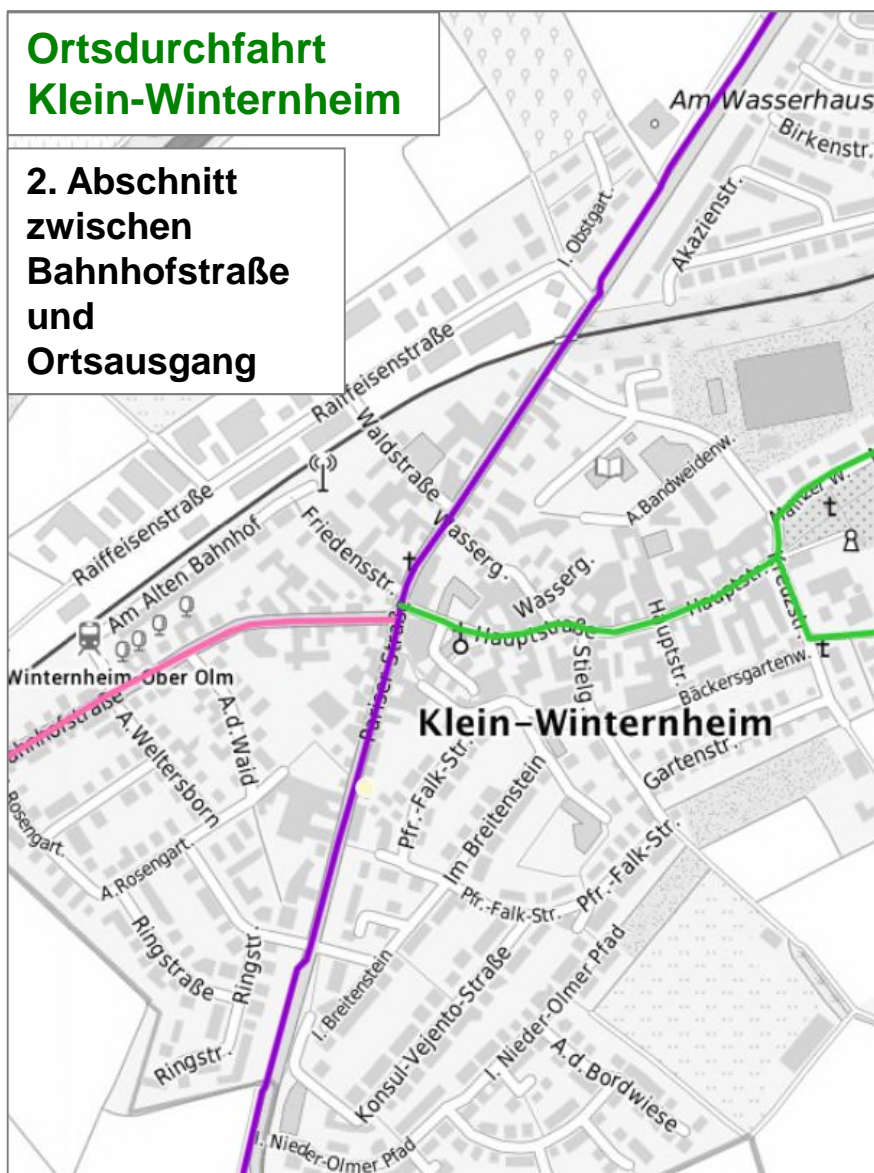 Ortsdurchfahrt
Klein-Winternheim
2. Abschnitt
zwischen
Bahnhofstraße
und
Ortsausgang
Am Wasserhaus
Birkenstr.
Akazienstr.
I. Obstgart.
Raiffeisenstraße
Waldstraße
A.Bandweidenw.
Mainzer W.
Raiffeisenstraße
Friedensstr.
Wasserg.
Am Alten Bahnhof
Wasserg.
Hauptstr.
Kreuzstr.
Hauptstraße
Hauptstr.
Stielg
Pariser Straße
Winternheim Ober Olm
Bäckersgartenw.
ahnhofstraße
A.d.Waid
A.Weltersborn
Klein-Winternheim
Gartenstr.
Rosengart.
Pfr.-Falk-Str.
Im Breitenstein
A.Rosengart.
Pfr.-Falk-Str.
Pfr.-Falk-Str.
Ringstraße
Ringstr.
I. Breitenstein
Konsul-Vejento-Straße
I. Nieder-Olmer Pfad
Ringstr.
A.d. Bordwiese
I. Nieder-Olmer Pfad